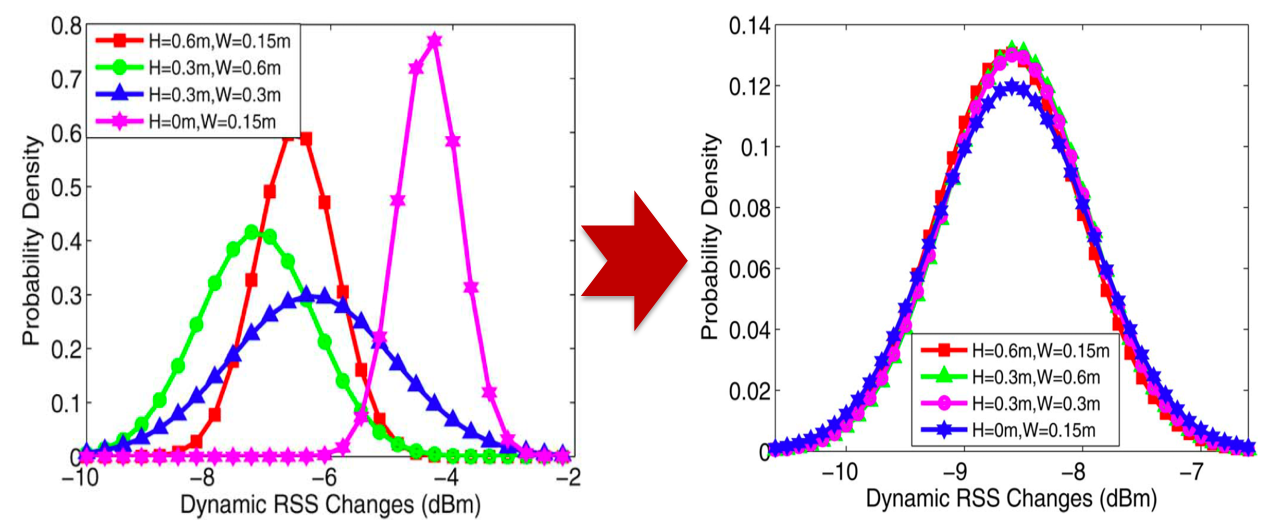 0.8
0.7
0.6
0.5
0.4
0.3
0.2
0.1
0
−10
−8
−6
−4
−2
Probability Density
Dynamic RSS Changes (dBm)
H=0.6m,W=0.15m
H=0.3m,W=0.6m
H=0.3m,W=0.3m
H=0m,W=0.15m
0.14
0.12
0.1
0.08
0.06
0.04
0.02
0
−10
−9
−8
−7
Probability Density
Dynamic RSS Changes (dBm)
H=0.6m,W=0.15m
H=0.3m,W=0.6m
H=0.3m,W=0.3m
H=0m,W=0.15m